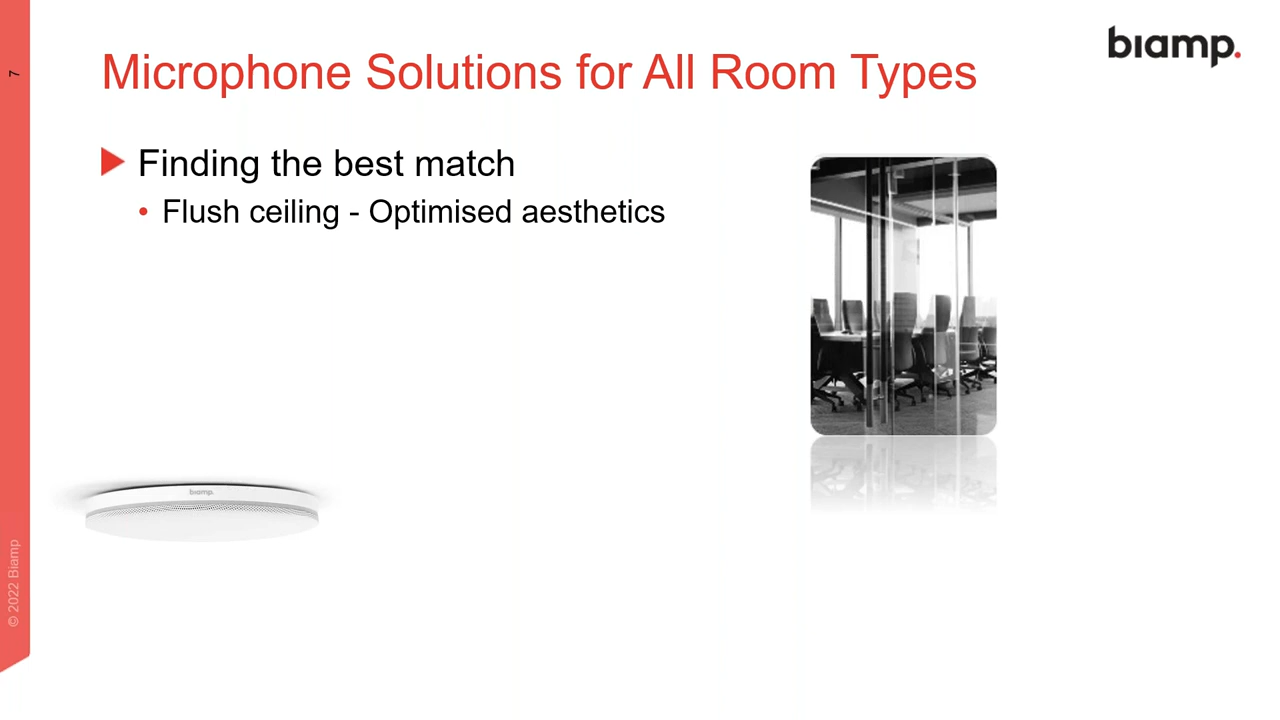 7
biamp.
Microphone Solutions for All Room Types
Finding the best match
• Flush ceiling - Optimised aesthetics
biamp.
© 2022 Biamp